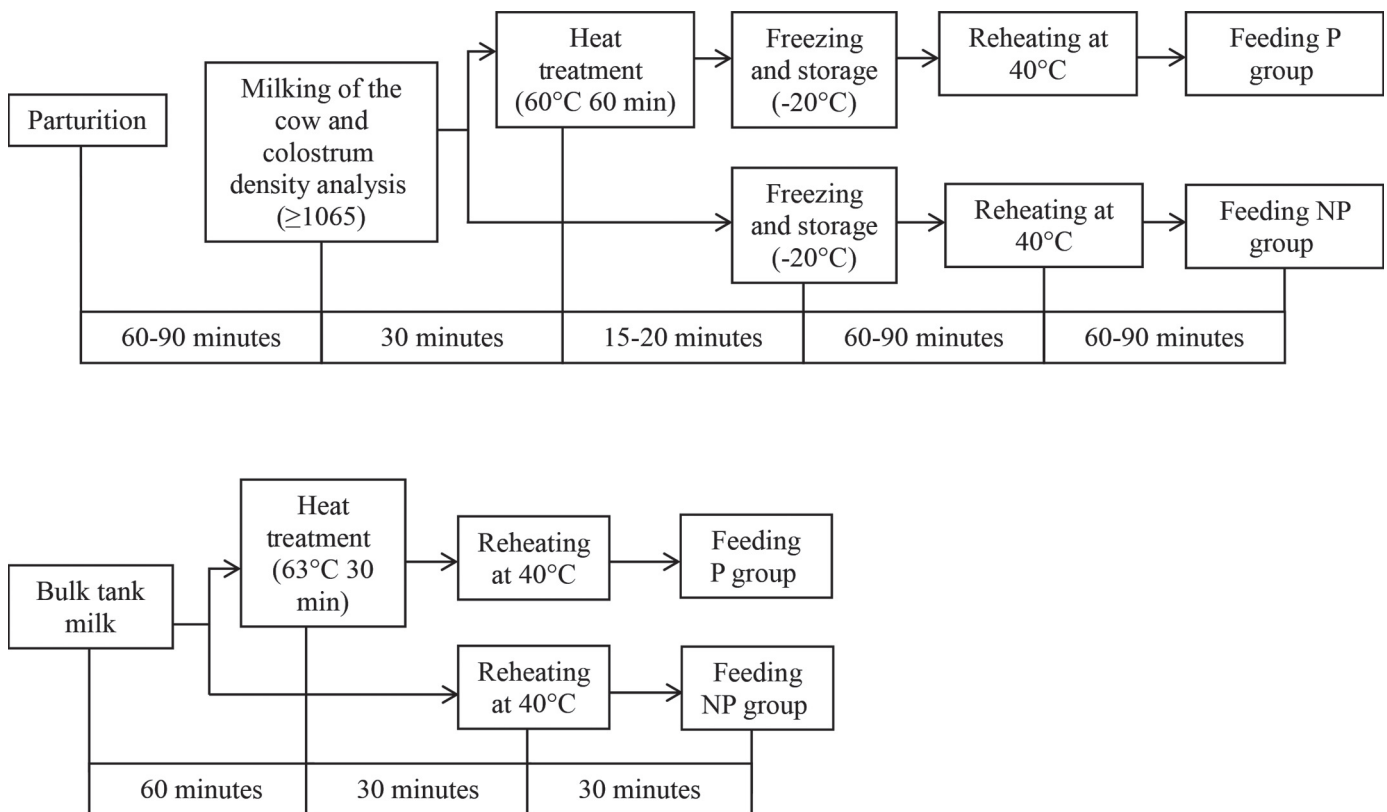 Parturition
Milking of the
cow and
colostrum
density analysis
(≥1065)
Heat
treatment
(60°C 60 min)
Freezing
and storage
(-20°C)
Reheating at
40°C
Feeding P
group
Freezing
and storage
(-20°C)
Reheating at
40°C
Feeding NP
group
60-90 minutes
30 minutes
15-20 minutes
60-90 minutes
60-90 minutes
Bulk tank
milk
Heat
treatment
(63°C 30
min)
Reheating
at 40°C
Feeding
P group
Reheating
at 40°C
Feeding
NP group
60 minutes
30 minutes
30 minutes